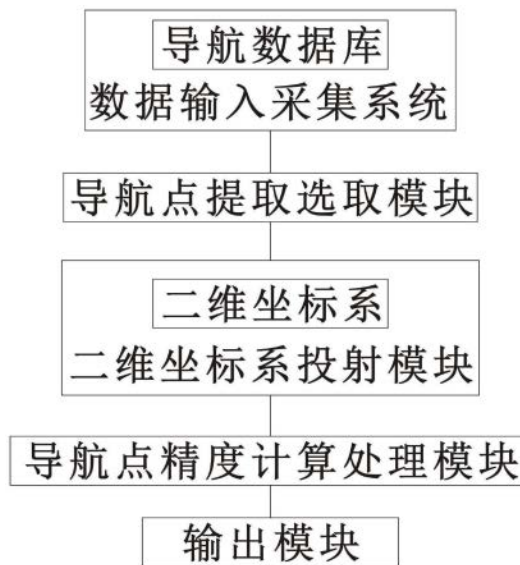 导航数据库
数据输入采集系统
导航点提取选取模块
二维坐标系
二维坐标系投射模块
导航点精度计算处理模块
输出模块